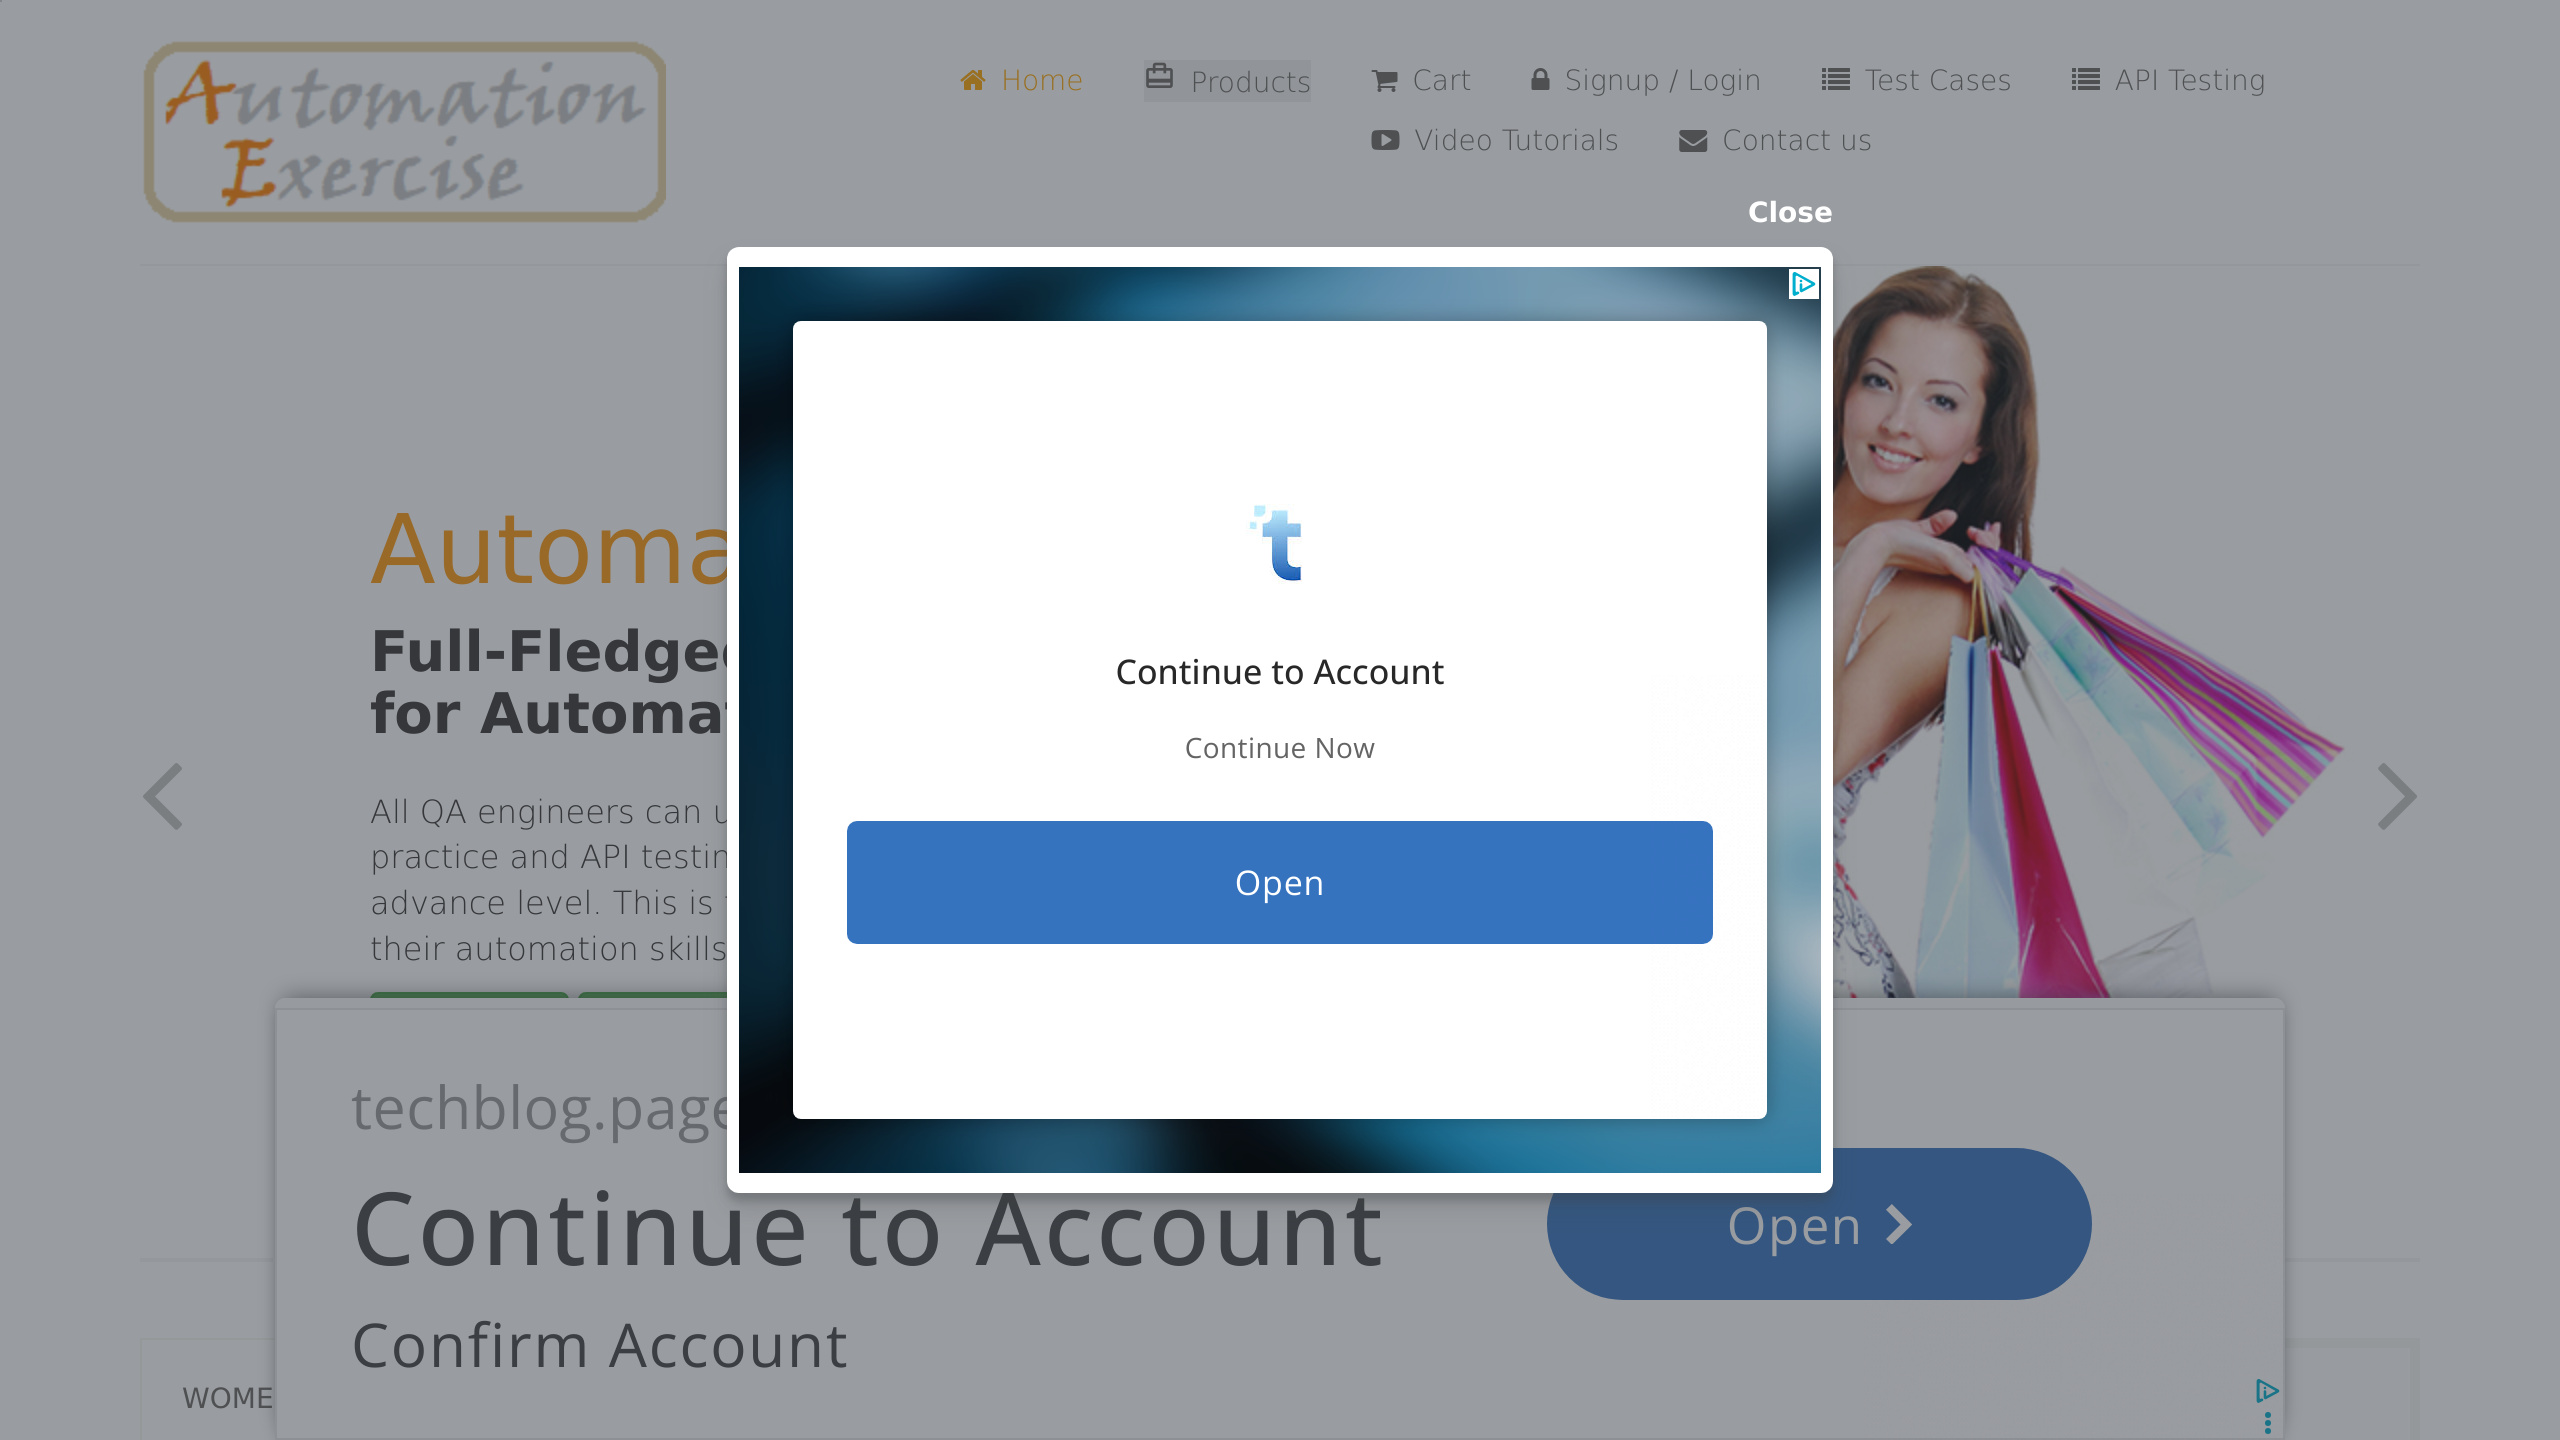 Automation
Exercise
Home
Products
Cart
Signup / Login
Test Cases
API Testing
Video Tutorials
Contact us
Close
Automa
Full-Fledge
for Automa
All QA engineers can u
practice and API testin
advance level. This is
their automation skills
t
Continue to Account
Continue Now
Open
techblog.page
Continue to Account
Confirm Account
Open
WOME